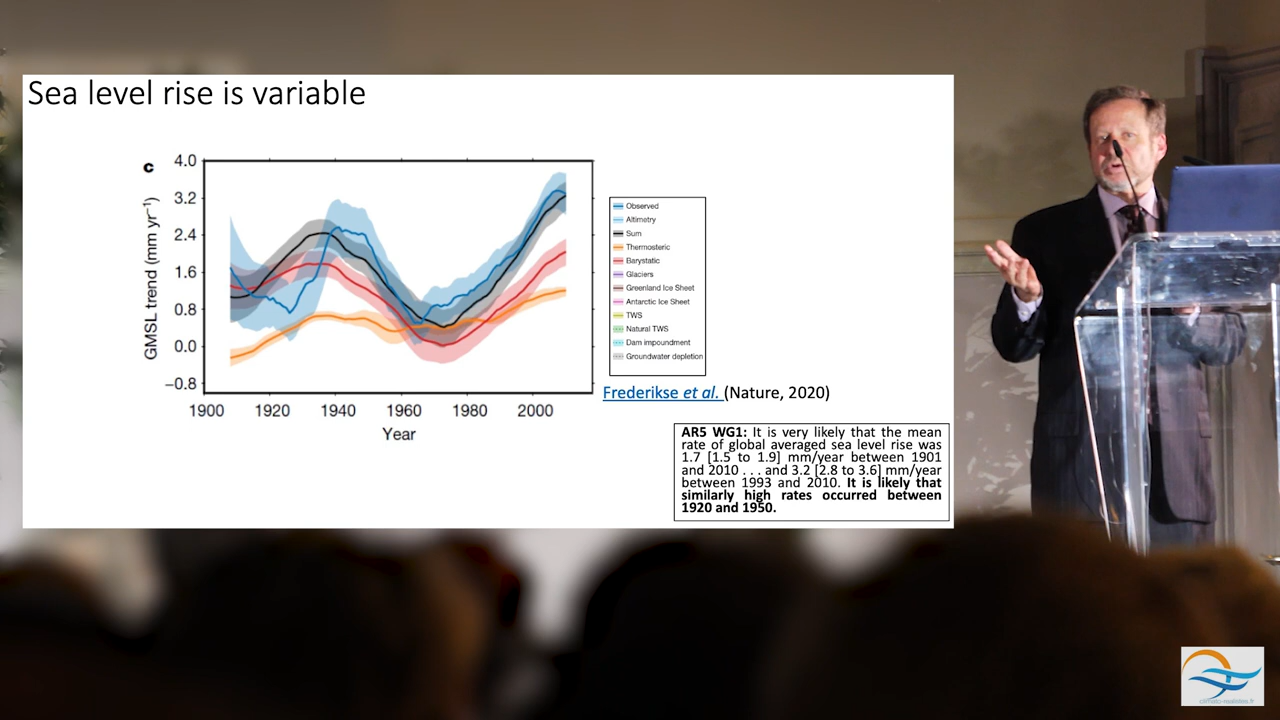 Sea level rise is variable
c
GMSL trend (mm yr⁻¹)
4.0
3.2
2.4
1.6
0.8
0.0
−0.8
1900 1920 1940 1960 1980 2000
Year
Observed
Altimetry
Sum
Thermosteric
Barystatic
Glaciers
Greenland Ice Sheet
Antarctic Ice Sheet
TWS
Natural TWS
Dam impoundment
Groundwater depletion
Frederikse et al. (Nature, 2020)
AR5 WG1: It is very likely that the mean
rate of global averaged sea level rise was
1.7 [1.5 to 1.9] mm/year between 1901
and 2010 . . . and 3.2 [2.8 to 3.6] mm/year
between 1993 and 2010. It is likely that
similarly high rates occurred between
1920 and 1950.